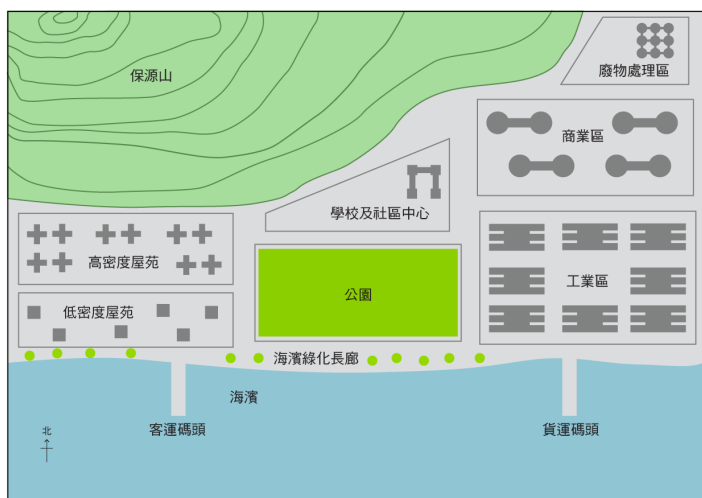 保源山
廢物處理區
商業區
學校及社區中心
高密度屋苑
工業區
公園
低密度屋苑
海濱綠化長廊
海濱
客運碼頭
貨運碼頭
北